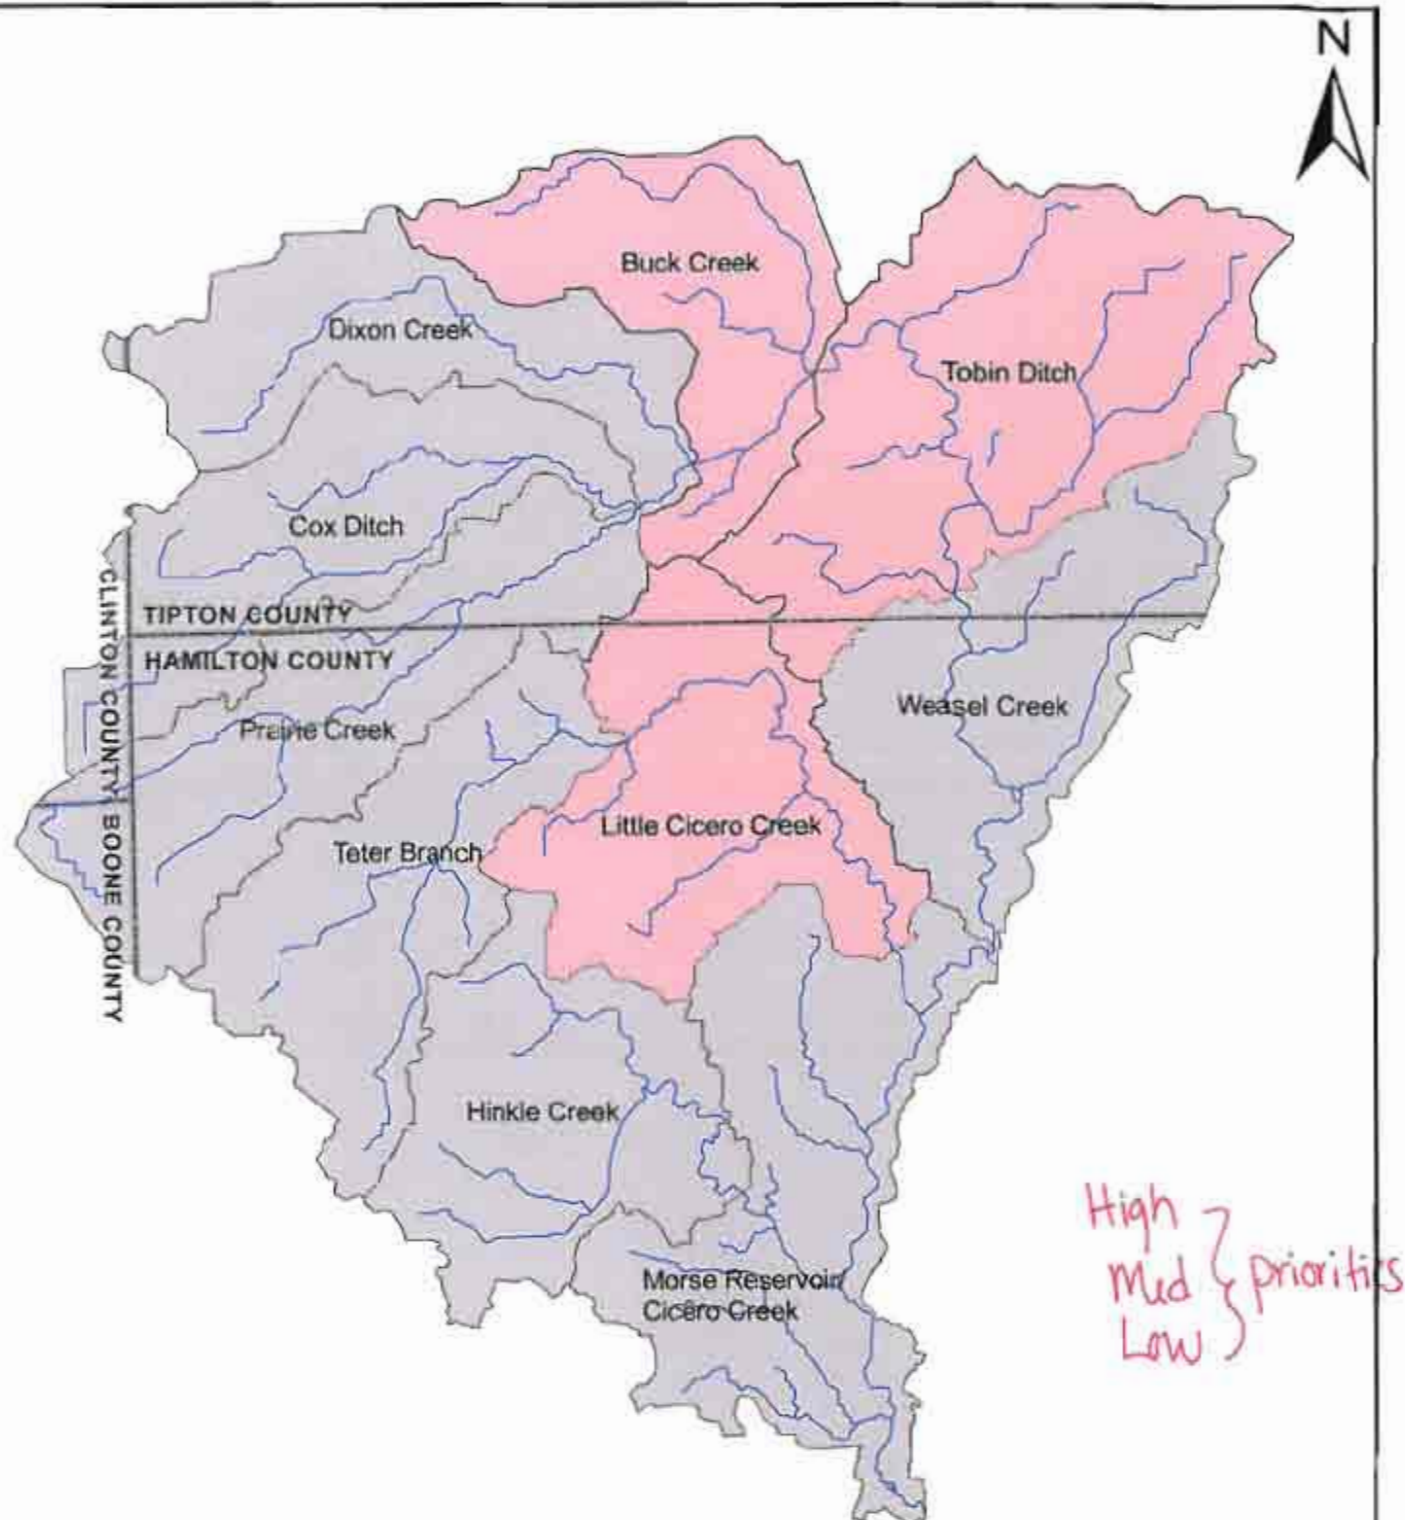 N
Buck Creek
Dixon Creek
Tobin Ditch
Cox Ditch
TIPTON COUNTY
HAMILTON COUNTY
CLINTON COUNTY
BOONE COUNTY
Prairie Creek
Weasel Creek
Little Cicero Creek
Teter Branch
Hinkle Creek
High
Med } priorities
Low
Morse Reservoir
Cicero Creek